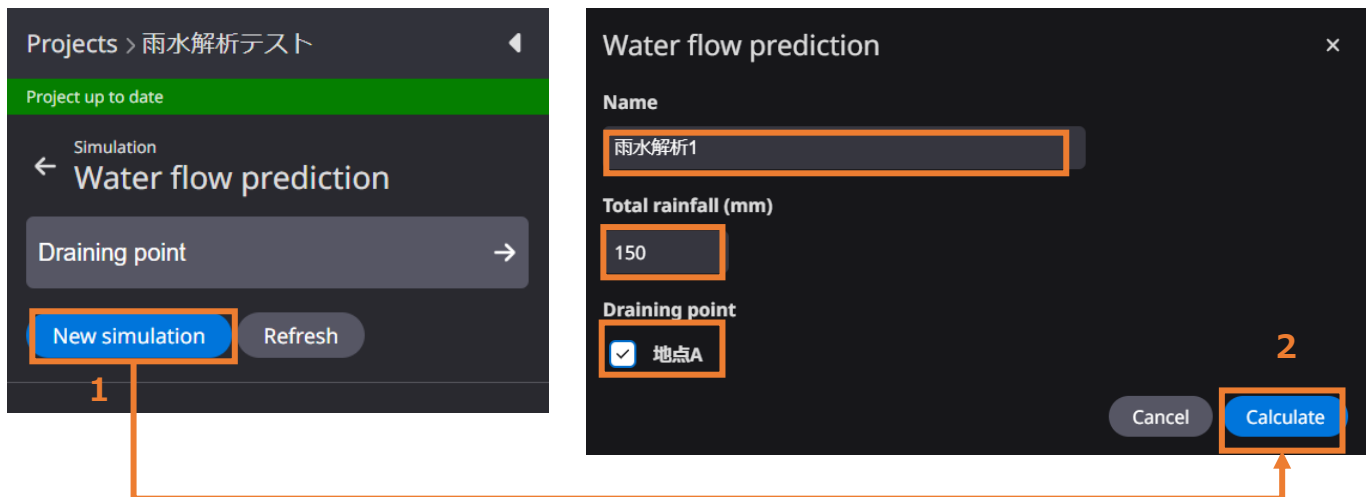 Projects > 雨水解析テスト
Project up to date
Simulation
Water flow prediction
Draining point
New simulation
Refresh
1
Water flow prediction
Name
雨水解析1
Total rainfall (mm)
150
Draining point
地点A
2
Cancel
Calculate